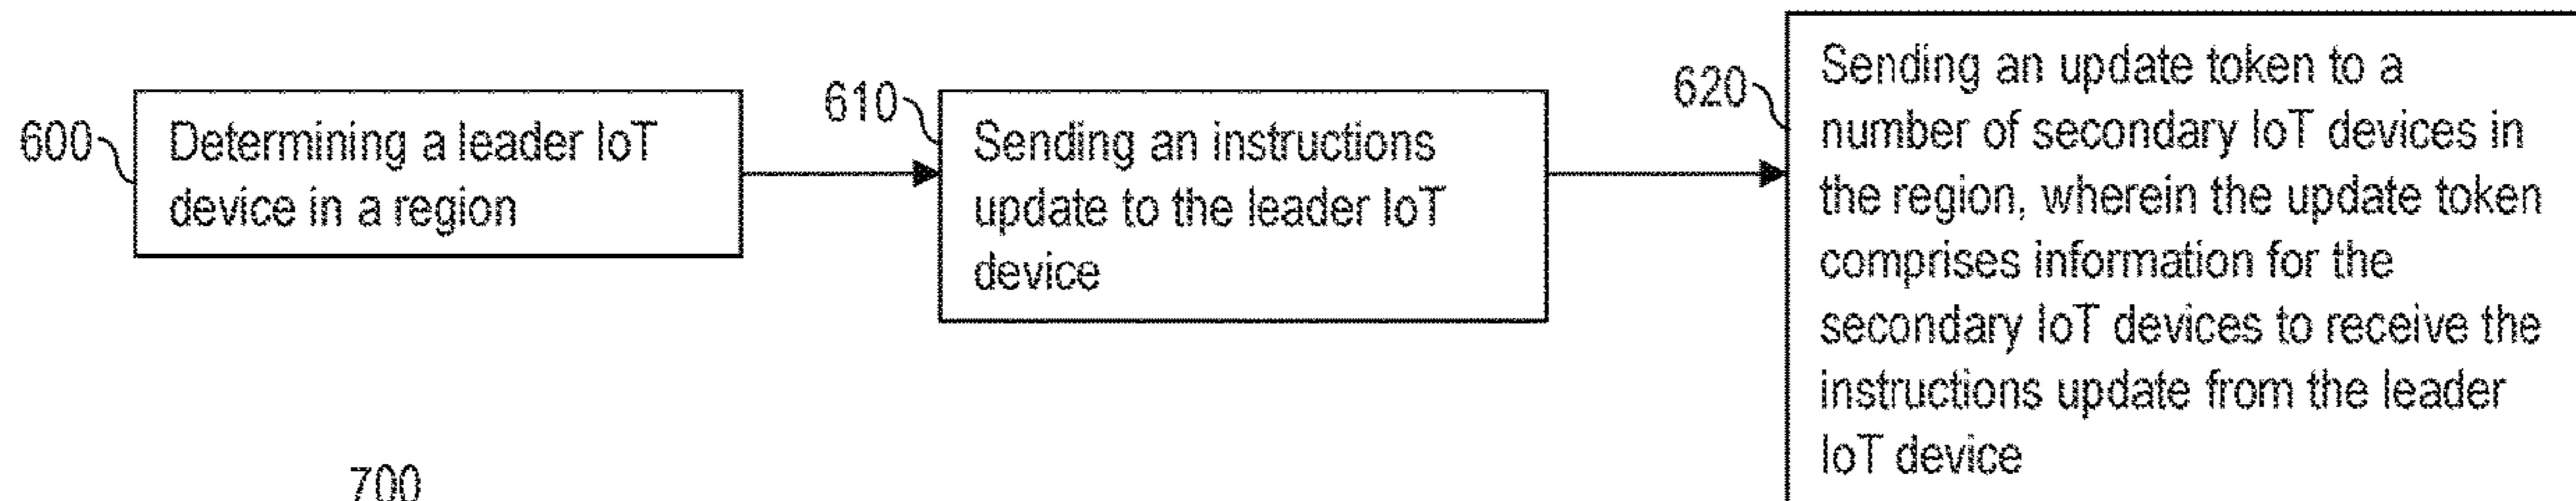 600
Determining a leader IoT
device in a region
610
Sending an instructions
update to the leader IoT
device
620
Sending an update token to a
number of secondary IoT devices in
the region, wherein the update token
comprises information for the
secondary IoT devices to receive the
instructions update from the leader
IoT device
700